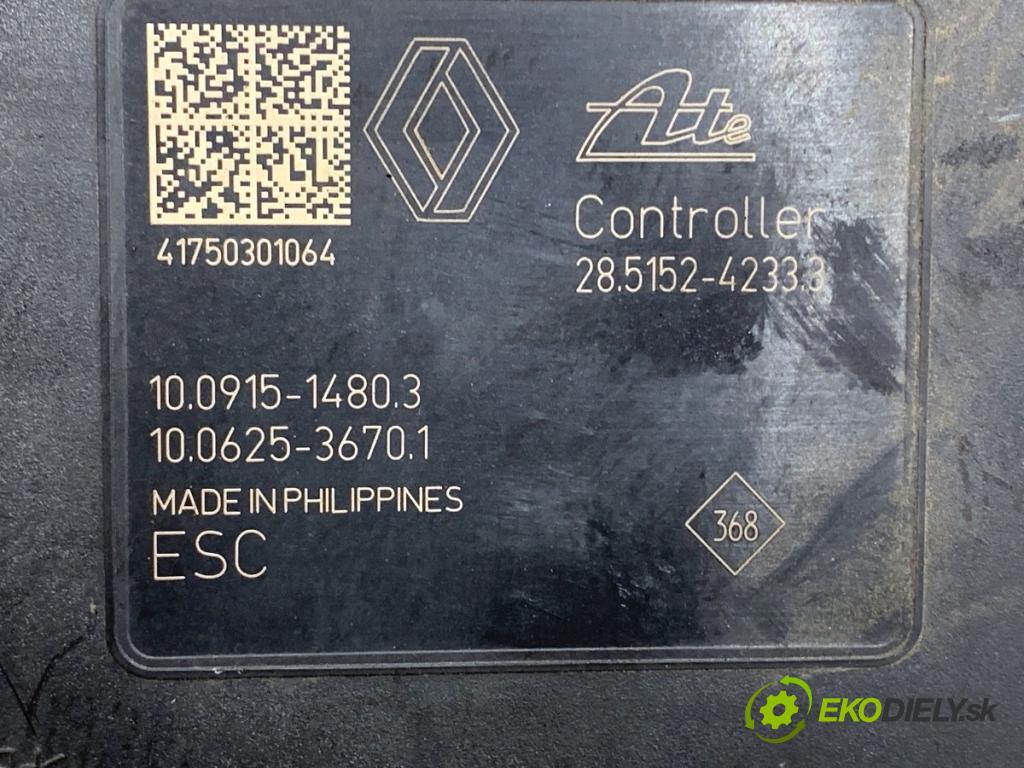 Ate
Controller
41750301064
28.5152-4233.3
10.0915-1480.3
10.0625-3670.1
MADE IN PHILIPPINES
368
ESC
EKODIELY.sk